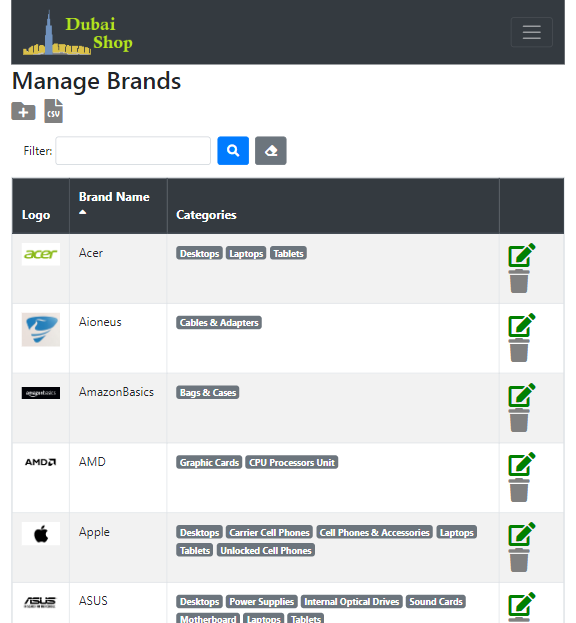 Dubai
Shop
Manage Brands
CSV
Filter:
Logo
Brand Name
Categories
acer
Acer
Desktops Laptops Tablets
Aioneus
Cables & Adapters
amazonbasics
AmazonBasics
Bags & Cases
AMD
AMD
Graphic Cards CPU Processors Unit
Apple
Desktops Carrier Cell Phones Cell Phones & Accessories Laptops
Tablets Unlocked Cell Phones
ASUS
ASUS
Desktops Power Supplies Internal Optical Drives Sound Cards
Motherboard Laptops Tablets